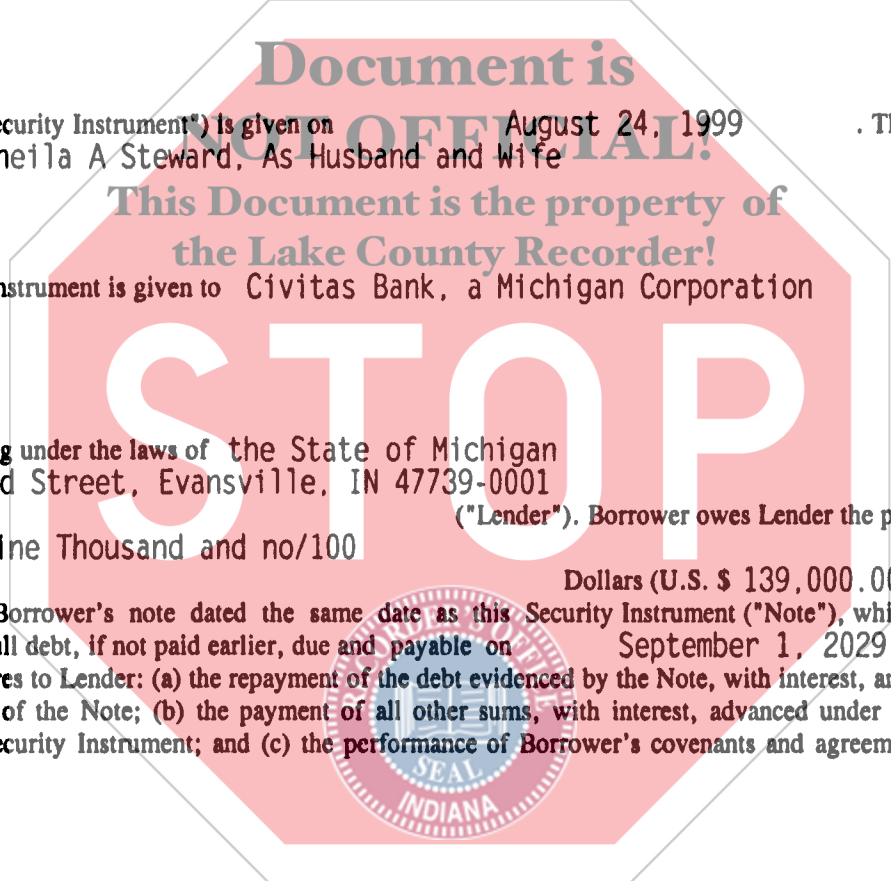 Document is
NOT OFFICIAL!
This Document is the property of
the Lake County Recorder!
STOP
ecurity Instrument") is given on August 24, 1999 . Th
heila A Steward, As Husband and Wife
nstrument is given to Civitas Bank, a Michigan Corporation
g under the laws of the State of Michigan
d Street, Evansville, IN 47739-0001
("Lender"). Borrower owes Lender the p
ine Thousand and no/100
Dollars (U.S. $ 139,000.00
Borrower's note dated the same date as this Security Instrument ("Note"), whi
ll debt, if not paid earlier, due and payable on September 1, 2029
es to Lender: (a) the repayment of the debt evidenced by the Note, with interest, an
of the Note; (b) the payment of all other sums, with interest, advanced under
ecurity Instrument; and (c) the performance of Borrower's covenants and agreem
RECORDER'S OFFICE
SEAL
INDIANA